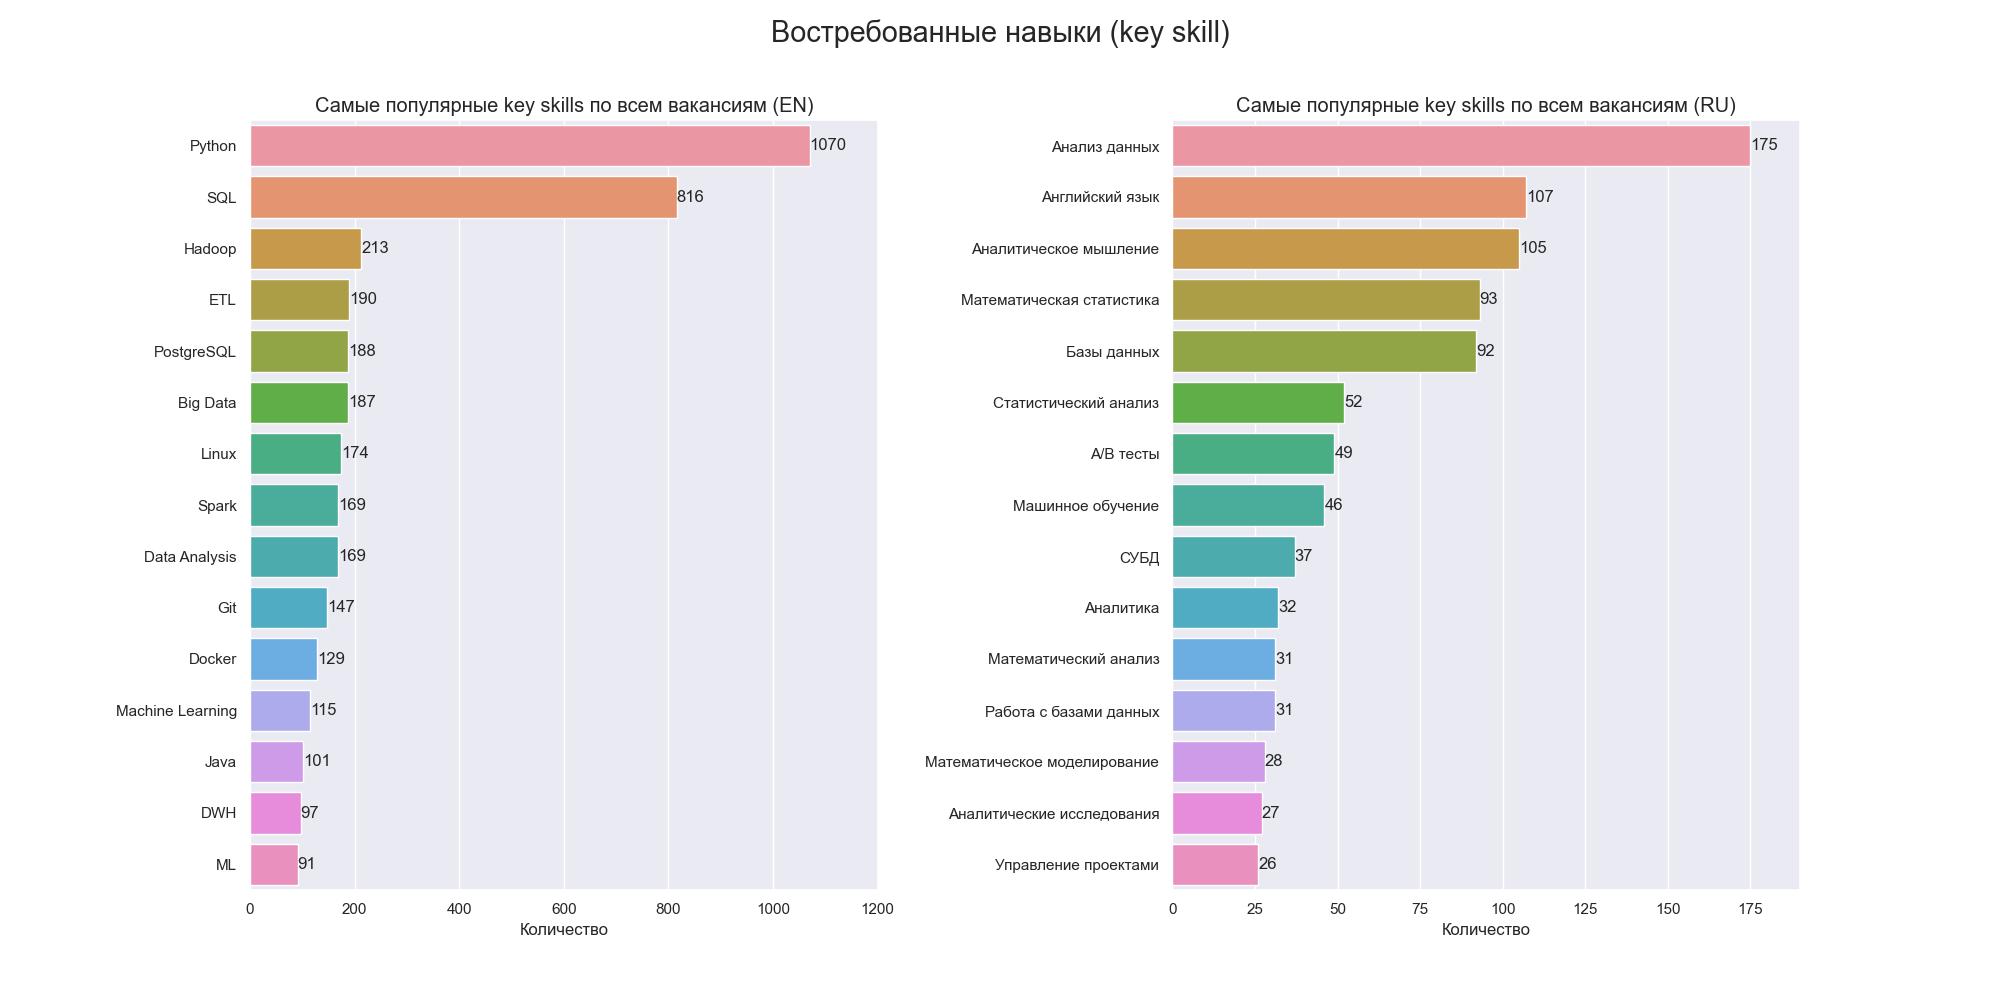 Востребованные навыки (key skill)
Самые популярные key skills по всем вакансиям (EN)
Python 1070
SQL 816
Hadoop 213
ETL 190
PostgreSQL 188
Big Data 187
Linux 174
Spark 169
Data Analysis 169
Git 147
Docker 129
Machine Learning 115
Java 101
DWH 97
ML 91
0 200 400 600 800 1000 1200
Количество
Самые популярные key skills по всем вакансиям (RU)
Анализ данных 175
Английский язык 107
Аналитическое мышление 105
Математическая статистика 93
Базы данных 92
Статистический анализ 52
A/B тесты 49
Машинное обучение 46
СУБД 37
Аналитика 32
Математический анализ 31
Работа с базами данных 31
Математическое моделирование 28
Аналитические исследования 27
Управление проектами 26
0 25 50 75 100 125 150 175
Количество